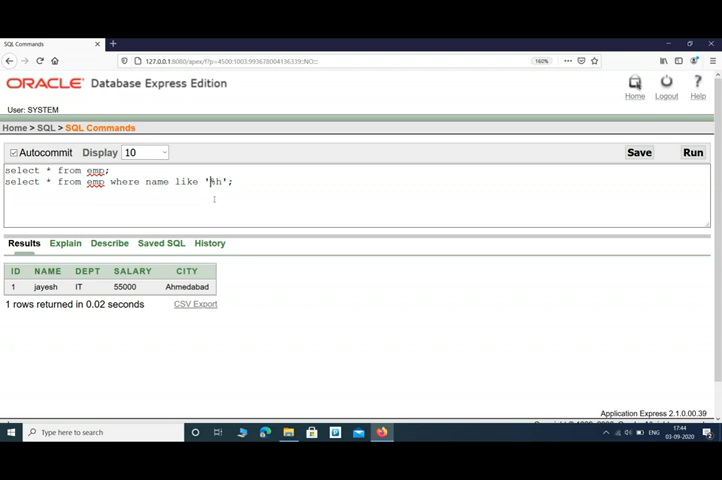 SQL Commands
127.0.0.1:8080/apex/f?p=4500:1003:993678004136339::NO:::
160%
ORACLE Database Express Edition
Home Logout Help
User: SYSTEM
Home > SQL > SQL Commands
Autocommit Display 10 Save Run
select * from emp;
select * from emp where name like '%h';
Results Explain Describe Saved SQL History
ID NAME DEPT SALARY CITY
1 jayesh IT 55000 Ahmedabad
1 rows returned in 0.02 seconds CSV Export
Application Express 2.1.0.00.39
Type here to search
ENG
17:44
03-09-2020